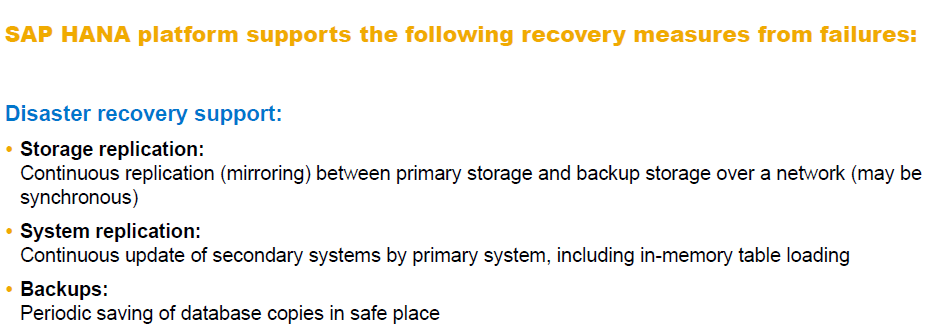 SAP HANA platform supports the following recovery measures from failures:
Disaster recovery support:
• Storage replication:
Continuous replication (mirroring) between primary storage and backup storage over a network (may be
synchronous)
• System replication:
Continuous update of secondary systems by primary system, including in-memory table loading
• Backups:
Periodic saving of database copies in safe place